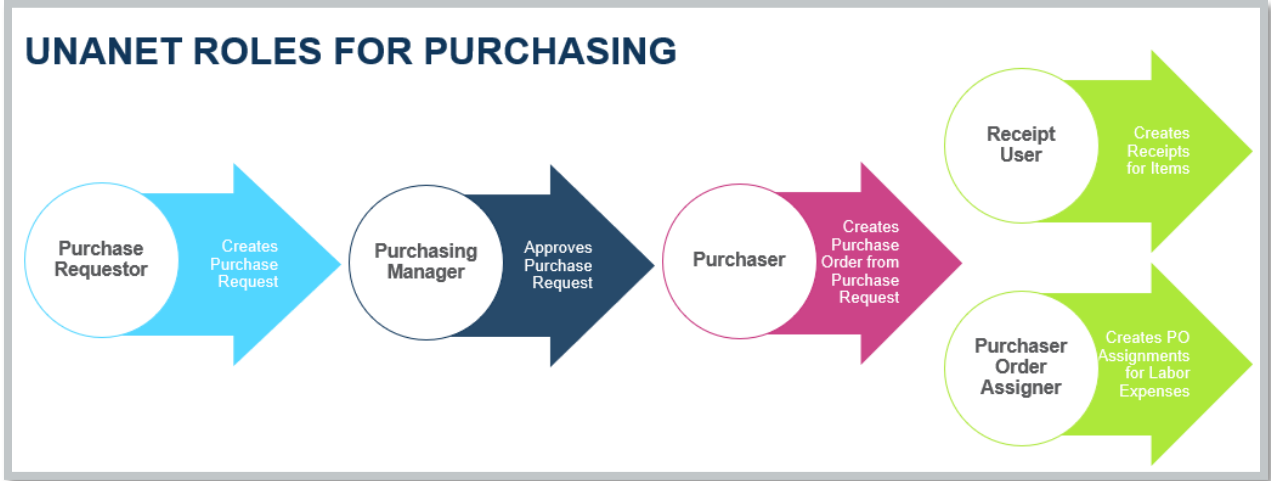 UNANET ROLES FOR PURCHASING
Purchase
Requestor
Creates
Purchase
Request
Purchasing
Manager
Approves
Purchase
Request
Purchaser
Creates
Purchase
Order from
Purchase
Request
Receipt
User
Creates
Receipts
for Items
Purchaser
Order
Assigner
Creates PO
Assignments
for Labor
Expenses